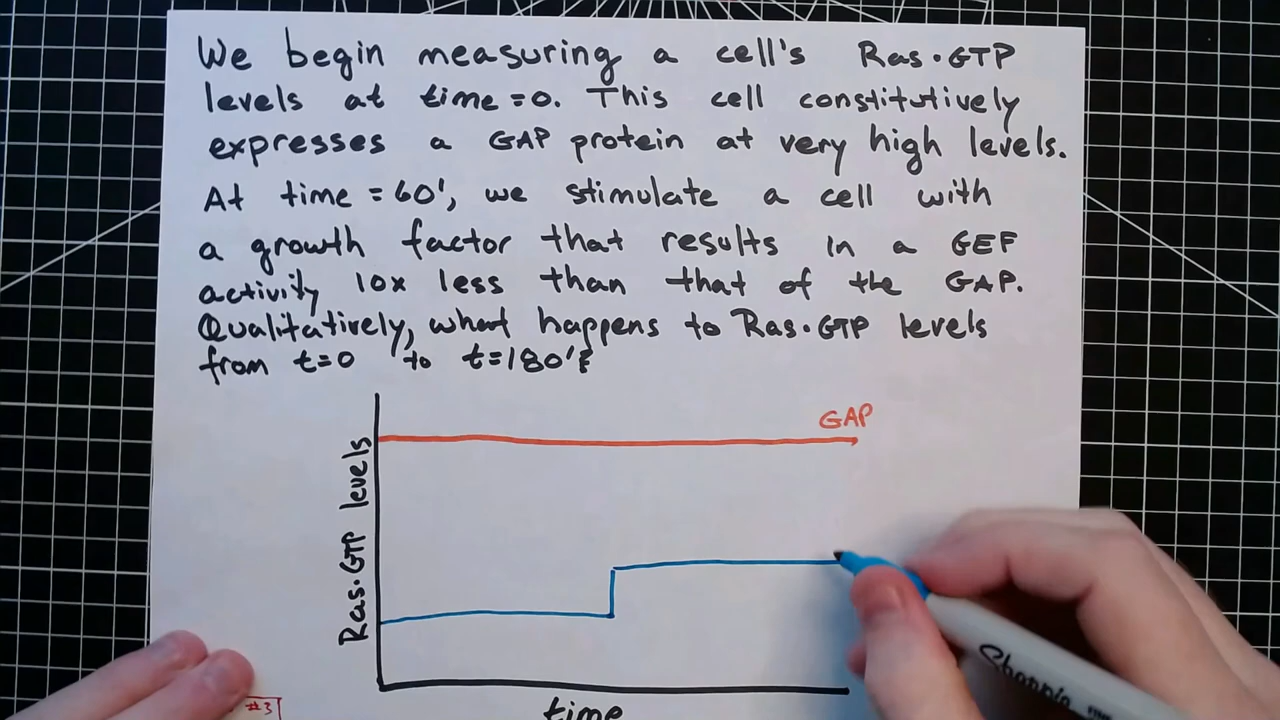 We begin measuring a cell's Ras•GTP
levels at time=0. This cell constitutively
expresses a GAP protein at very high levels.
At time=60', we stimulate a cell with
a growth factor that results in a GEF
activity 10x less than that of the GAP.
Qualitatively, what happens to Ras•GTP levels
from t=0 to t=180'?
GAP
Ras•GTP levels
time
#3
Sharpie